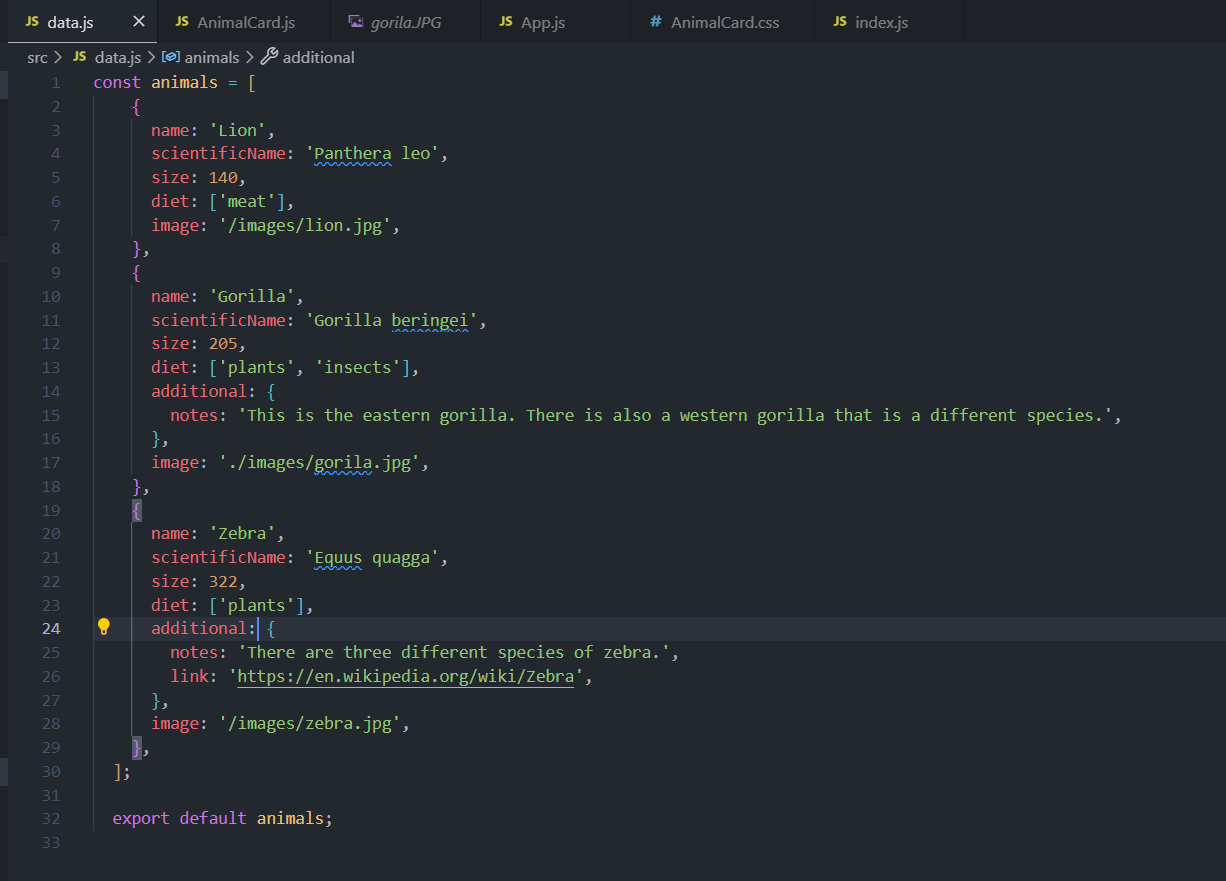 JS data.js × JS AnimalCard.js gorila.JPG JS App.js # AnimalCard.css JS index.js
src > JS data.js > animals > additional
1 const animals = [
2 {
3 name: 'Lion',
4 scientificName: 'Panthera leo',
5 size: 140,
6 diet: ['meat'],
7 image: '/images/lion.jpg',
8 },
9 {
10 name: 'Gorilla',
11 scientificName: 'Gorilla beringei',
12 size: 205,
13 diet: ['plants', 'insects'],
14 additional: {
15 notes: 'This is the eastern gorilla. There is also a western gorilla that is a different species.',
16 },
17 image: './images/gorila.jpg',
18 },
19 {
20 name: 'Zebra',
21 scientificName: 'Equus quagga',
22 size: 322,
23 diet: ['plants'],
24 additional: {
25 notes: 'There are three different species of zebra.',
26 link: 'https://en.wikipedia.org/wiki/Zebra',
27 },
28 image: '/images/zebra.jpg',
29 },
30 ];
31
32 export default animals;
33